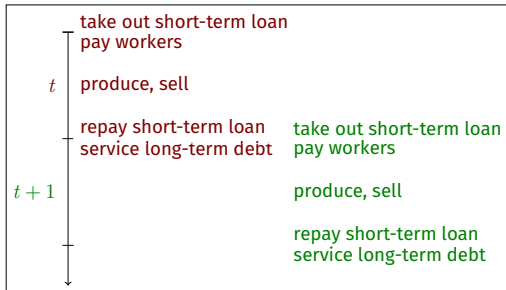 take out short-term loan
pay workers
t
produce, sell
repay short-term loan
service long-term debt
take out short-term loan
pay workers
t + 1
produce, sell
repay short-term loan
service long-term debt